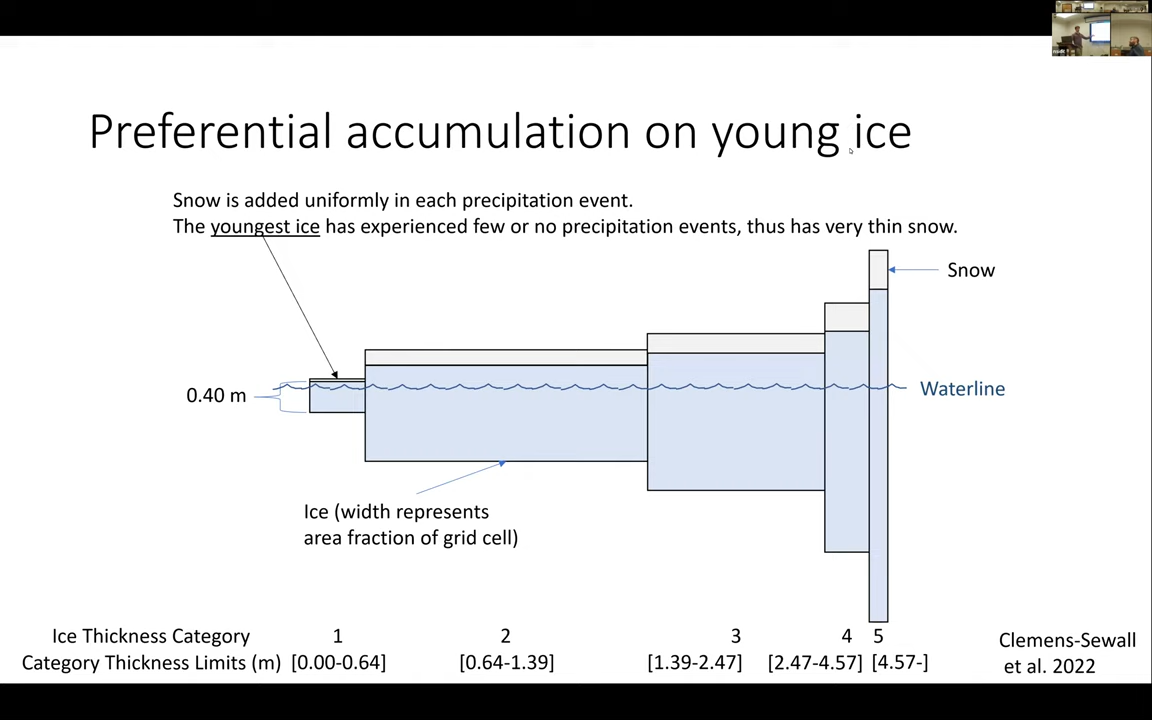 Preferential accumulation on young ice
Snow is added uniformly in each precipitation event.
The youngest ice has experienced few or no precipitation events, thus has very thin snow.
Snow
0.40 m
Waterline
Ice (width represents
area fraction of grid cell)
Ice Thickness Category 1 2 3 4 5
Category Thickness Limits (m) [0.00-0.64] [0.64-1.39] [1.39-2.47] [2.47-4.57] [4.57-]
Clemens-Sewall
et al. 2022